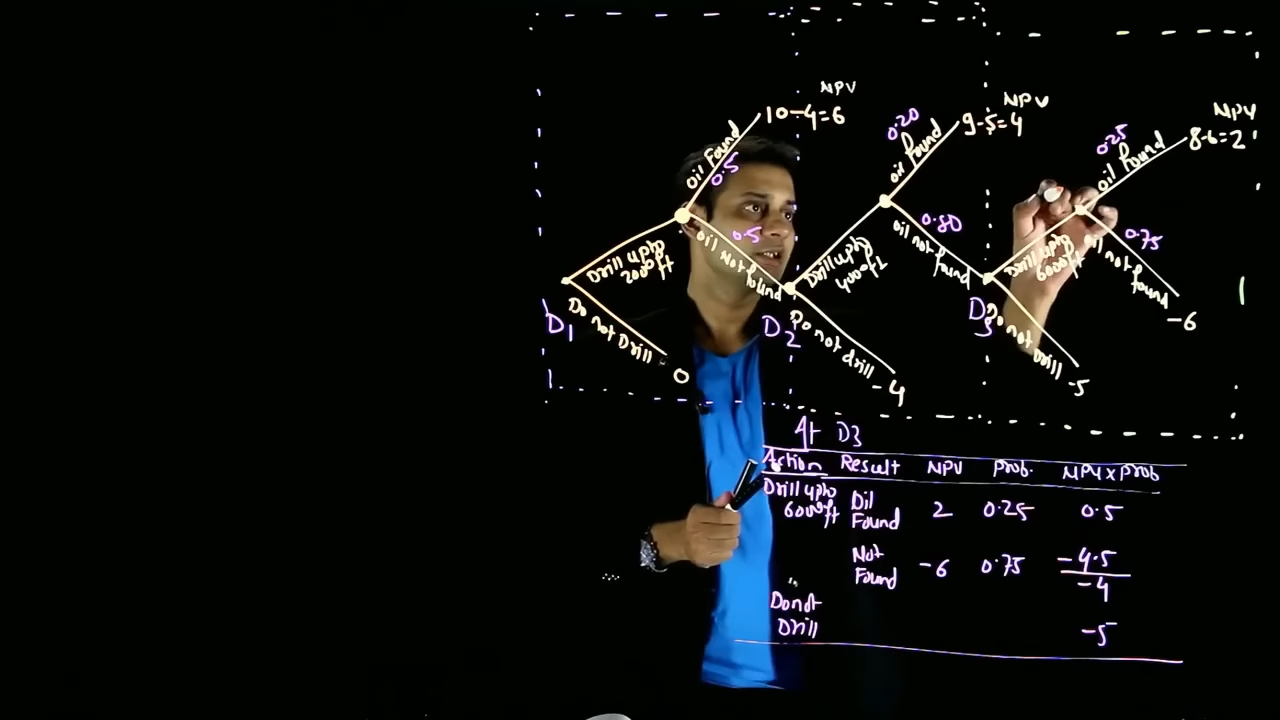 NPV
10-4=6
Oil Found
0.5
Drill upto
2000ft
Do not Drill
0
D1
0.5
Oil Not found
NPV
9-5=4
0.20
Oil found
Drill upto
4000ft
0.80
Oil not
found
D2
Do not drill
-4
NPV
8-6=2
0.25
Oil found
Drill upto
6000ft
0.75
Oil not
found
-6
D3
Do not Drill
-5
At D3
Action Result NPV Prob. NPV x Prob
Drill upto
6000ft Oil
Found 2 0.25 0.5
Not
Found -6 0.75 -4.5
-4
Donot
Drill -5